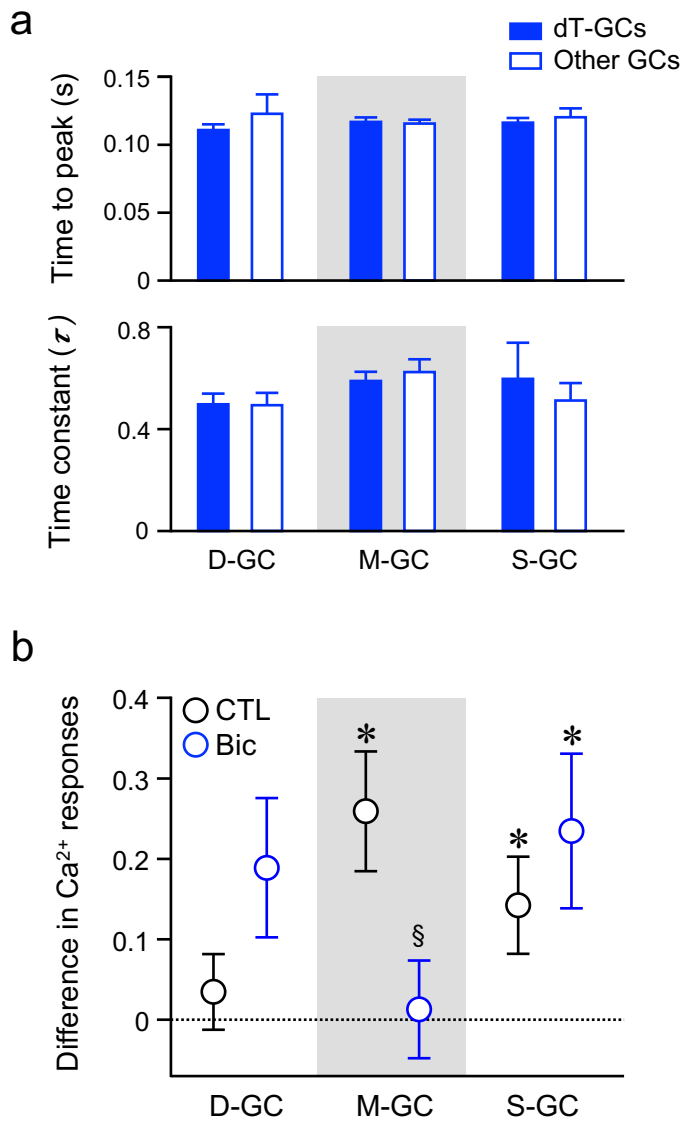 a
dT-GCs
Other GCs
Time to peak (s)
0.15
0.10
0.05
0
Time constant (τ)
0.8
0.4
0
D-GC M-GC S-GC
b
Difference in Ca²⁺ responses
0.4
0.3
0.2
0.1
0
CTL
Bic
* * *
§
D-GC M-GC S-GC